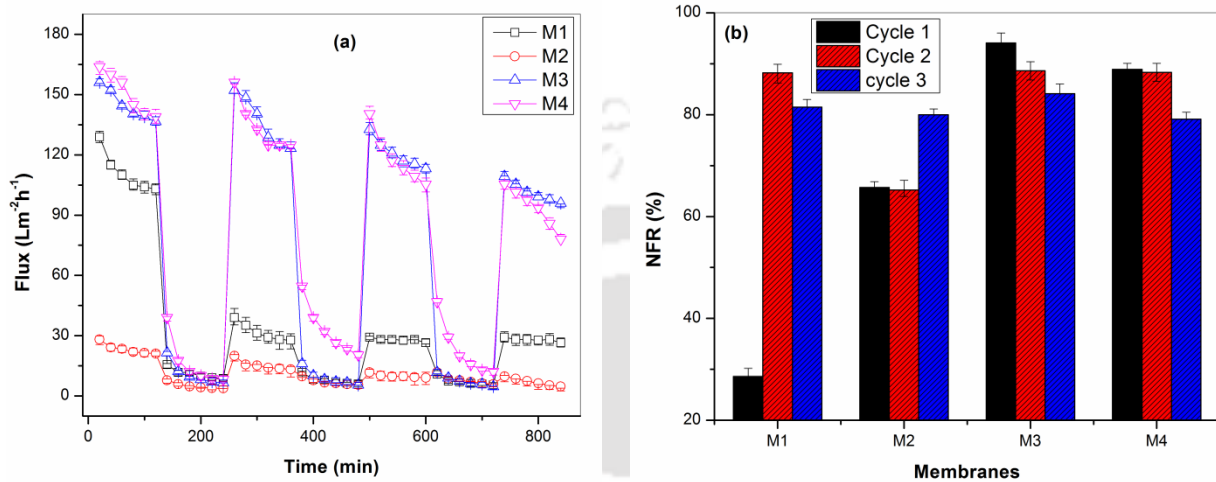 (a)
M1
M2
M3
M4
180
150
120
90
60
30
0
Flux (Lm⁻²h⁻¹)
0 200 400 600 800
Time (min)
(b)
Cycle 1
Cycle 2
cycle 3
100
80
60
40
20
NFR (%)
M1 M2 M3 M4
Membranes